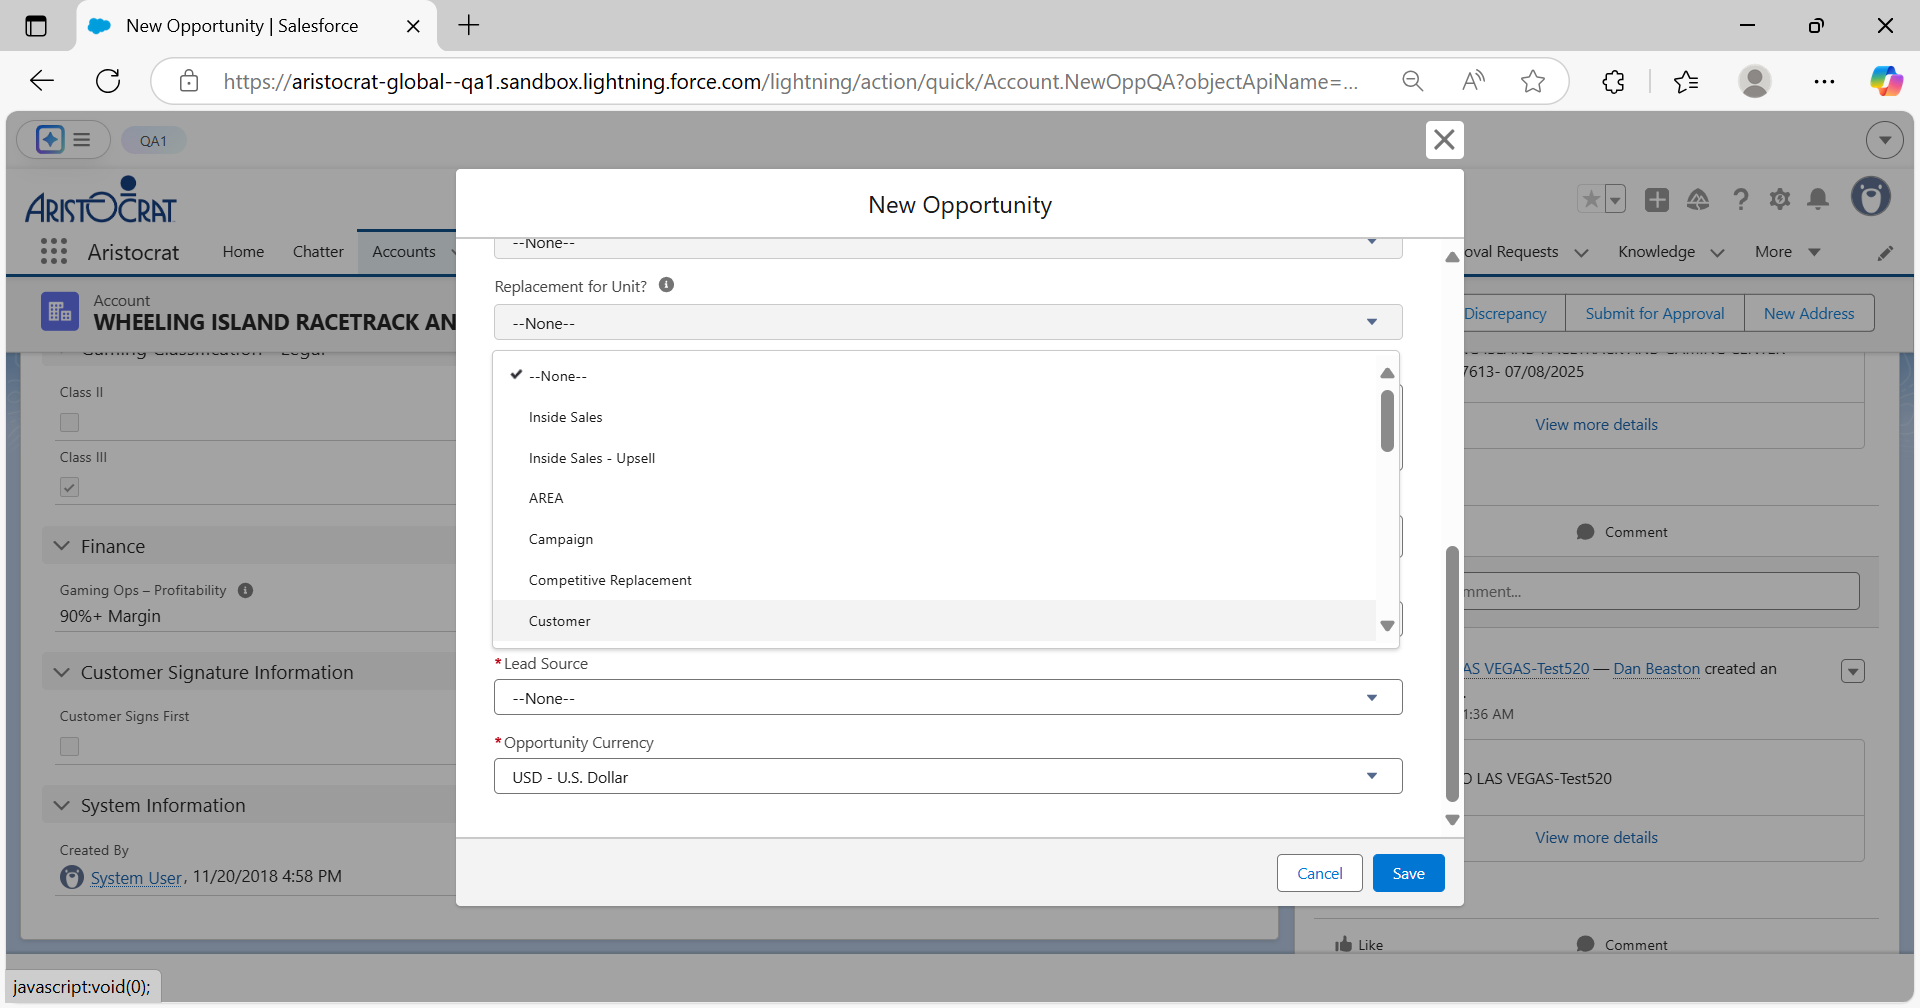 New Opportunity | Salesforce
https://aristocrat-global--qa1.sandbox.lightning.force.com/lightning/action/quick/Account.NewOppQA?objectApiName=...
QA1
ARISTOCRAT
Aristocrat
Home
Chatter
Accounts
oval Requests
Knowledge
More
Account
WHEELING ISLAND RACETRACK AN
Discrepancy
Submit for Approval
New Address
Class II
Class III
Finance
Gaming Ops – Profitability
90%+ Margin
Customer Signature Information
Customer Signs First
System Information
Created By
System User, 11/20/2018 4:58 PM
New Opportunity
--None--
Replacement for Unit?
--None--
--None--
Inside Sales
Inside Sales - Upsell
AREA
Campaign
Competitive Replacement
Customer
*Lead Source
--None--
*Opportunity Currency
USD - U.S. Dollar
Cancel
Save
7613- 07/08/2025
View more details
Comment
mment...
AS VEGAS-Test520 — Dan Beaston created an
1:36 AM
O LAS VEGAS-Test520
View more details
Like
Comment
javascript:void(0);